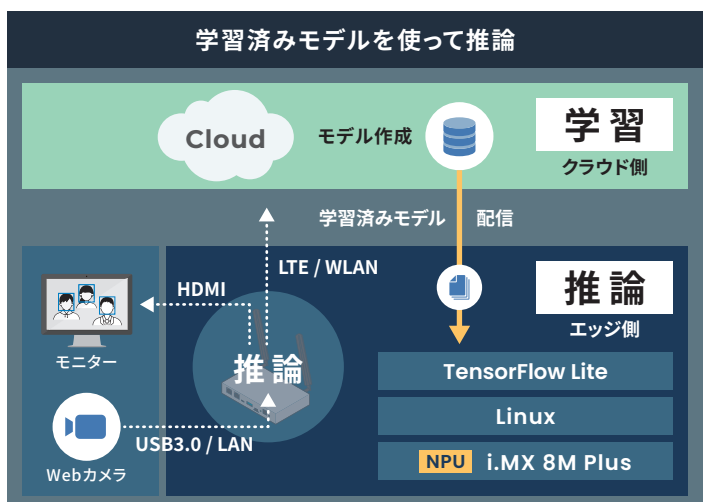 学習済みモデルを使って推論
Cloud
モデル作成
学習
クラウド側
学習済みモデル
配信
LTE / WLAN
HDMI
モニター
推論
USB3.0 / LAN
Webカメラ
推論
エッジ側
TensorFlow Lite
Linux
NPU i.MX 8M Plus